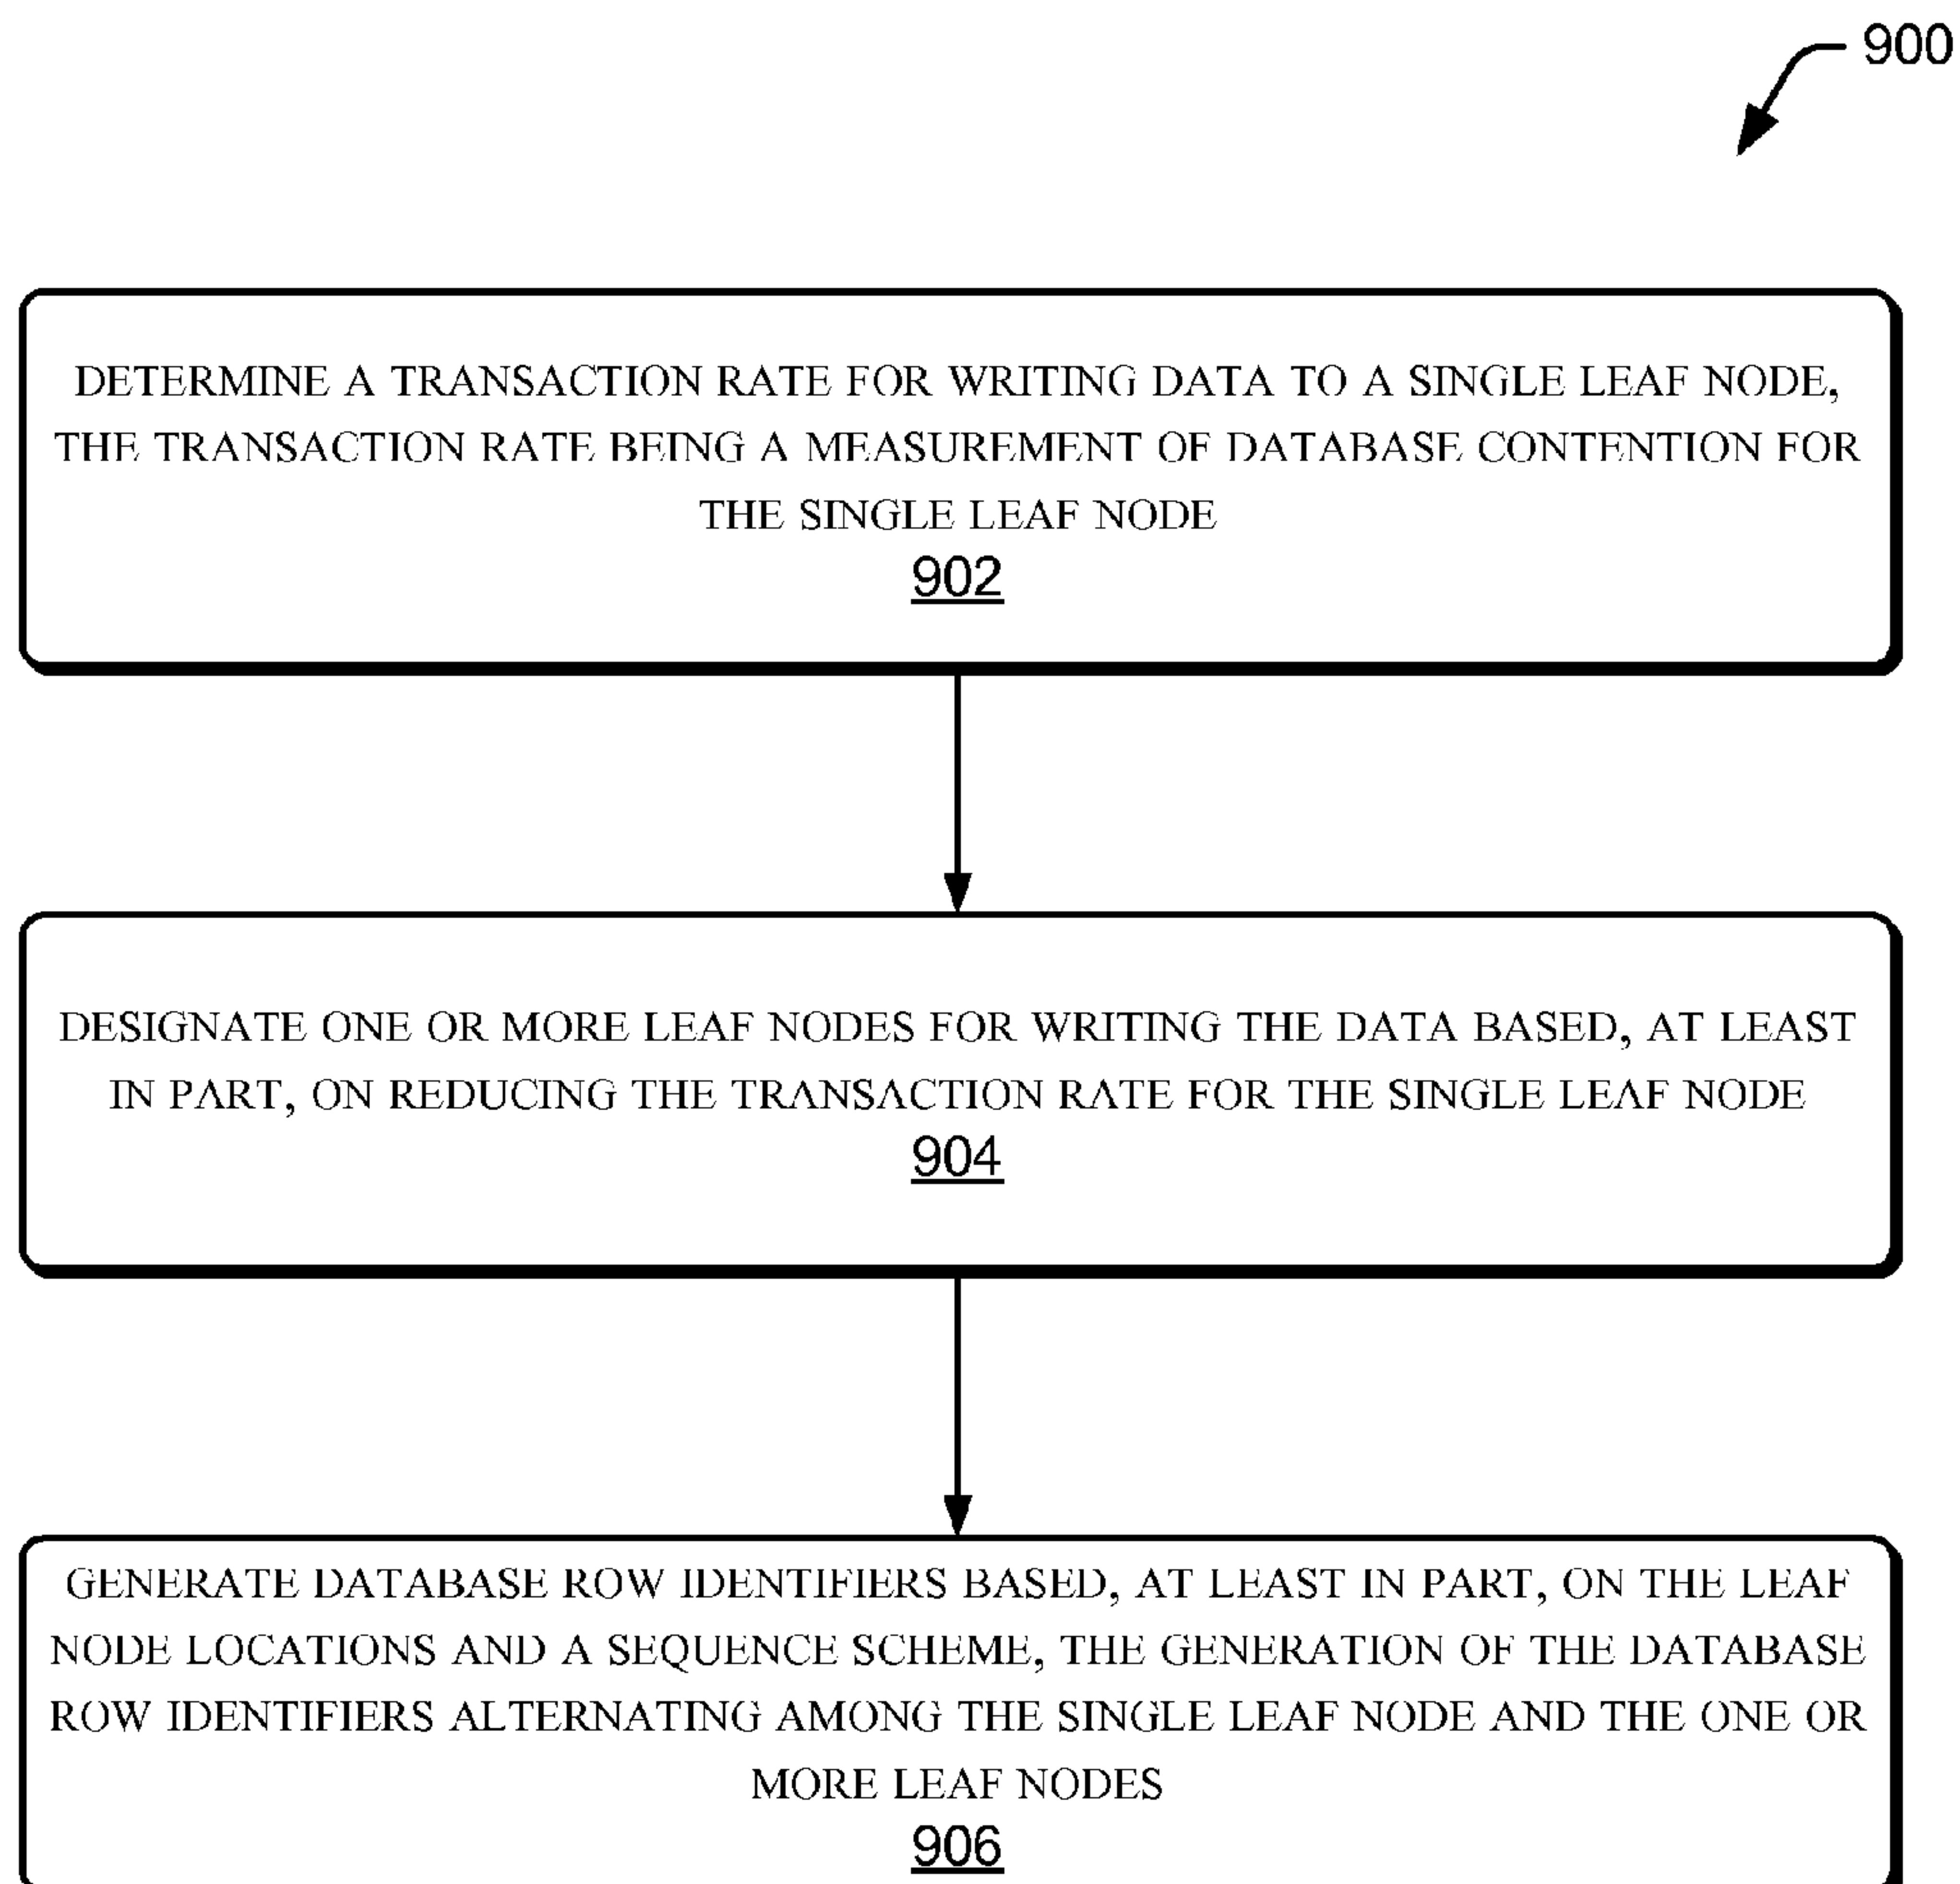 900
DETERMINE A TRANSACTION RATE FOR WRITING DATA TO A SINGLE LEAF NODE,
THE TRANSACTION RATE BEING A MEASUREMENT OF DATABASE CONTENTION FOR
THE SINGLE LEAF NODE
902
DESIGNATE ONE OR MORE LEAF NODES FOR WRITING THE DATA BASED, AT LEAST
IN PART, ON REDUCING THE TRANSACTION RATE FOR THE SINGLE LEAF NODE
904
GENERATE DATABASE ROW IDENTIFIERS BASED, AT LEAST IN PART, ON THE LEAF
NODE LOCATIONS AND A SEQUENCE SCHEME, THE GENERATION OF THE DATABASE
ROW IDENTIFIERS ALTERNATING AMONG THE SINGLE LEAF NODE AND THE ONE OR
MORE LEAF NODES
906